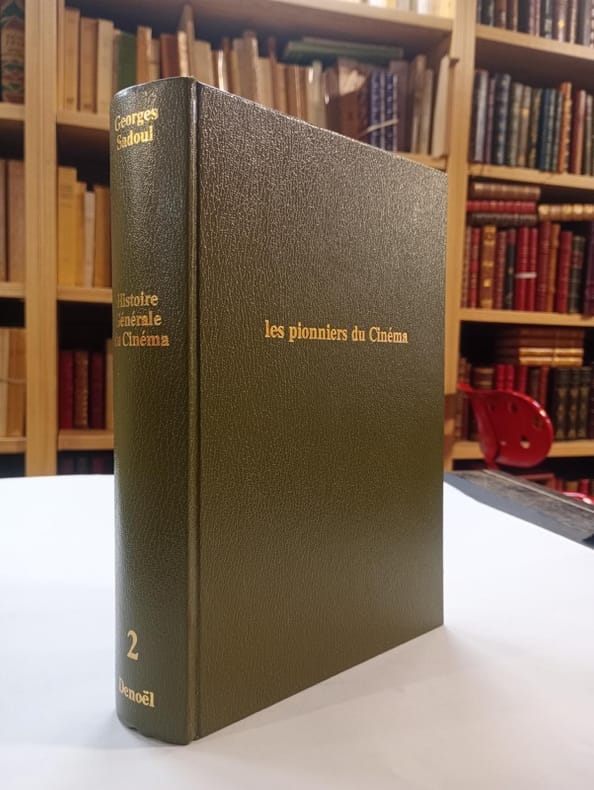 Georges
Sadoul
Histoire
Générale
du Cinéma
2
Denoël
les pionniers du Cinéma